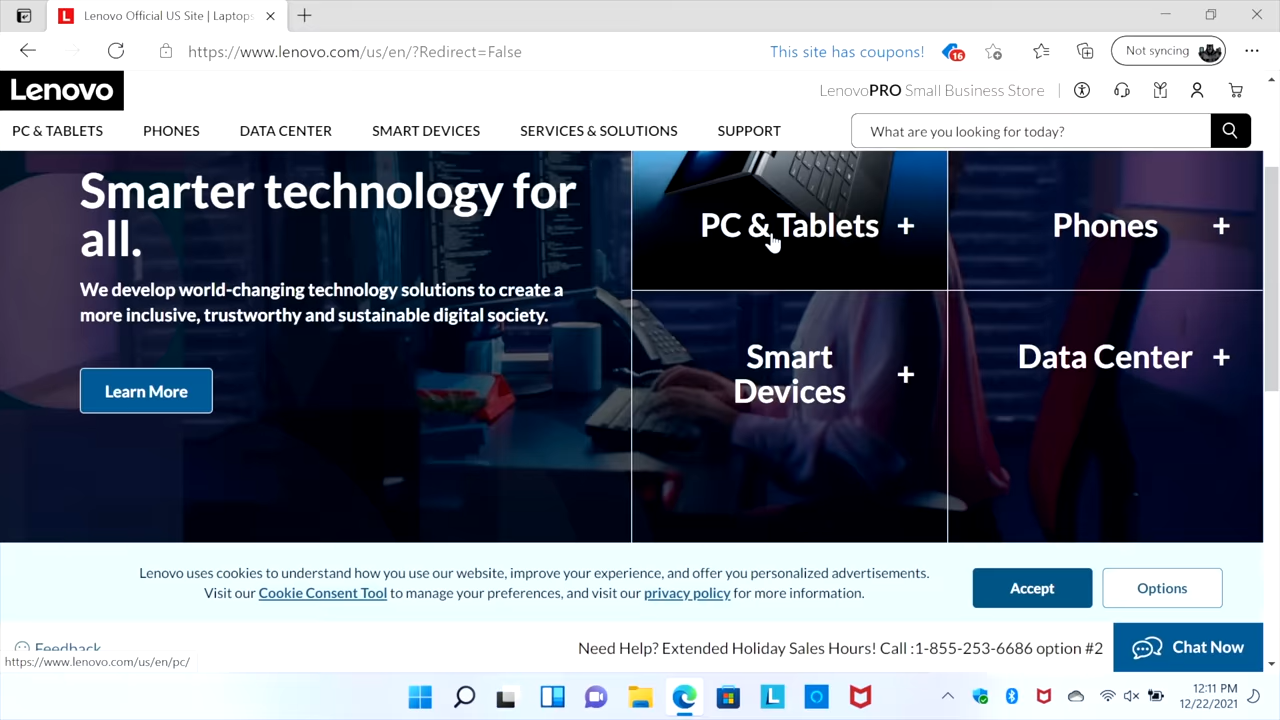 Lenovo Official US Site | Laptops
https://www.lenovo.com/us/en/?Redirect=False
This site has coupons!
16
Not syncing
Lenovo
LenovoPRO Small Business Store
PC & TABLETS
PHONES
DATA CENTER
SMART DEVICES
SERVICES & SOLUTIONS
SUPPORT
What are you looking for today?
Smarter technology for
all.
We develop world-changing technology solutions to create a
more inclusive, trustworthy and sustainable digital society.
Learn More
PC & Tablets +
Phones +
Smart
Devices +
Data Center +
Lenovo uses cookies to understand how you use our website, improve your experience, and offer you personalized advertisements.
Visit our Cookie Consent Tool to manage your preferences, and visit our privacy policy for more information.
Accept
Options
Feedback
Need Help? Extended Holiday Sales Hours! Call :1-855-253-6686 option #2
Chat Now
https://www.lenovo.com/us/en/pc/
12:11 PM
12/22/2021